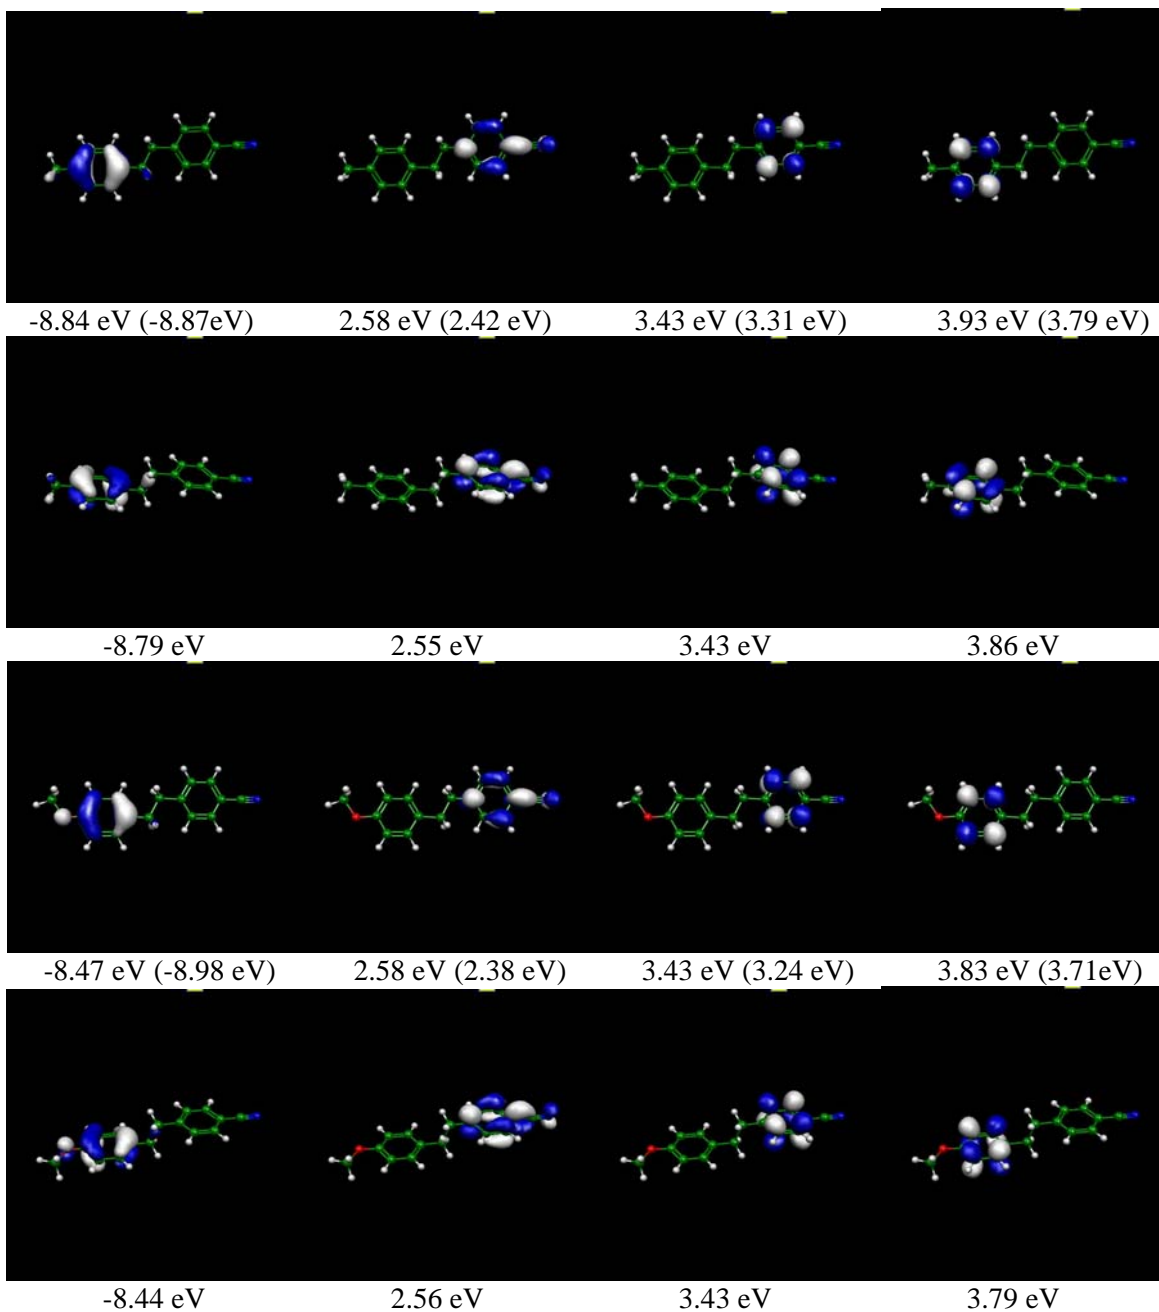 -8.84 eV (-8.87eV) 2.58 eV (2.42 eV) 3.43 eV (3.31 eV) 3.93 eV (3.79 eV)
-8.79 eV 2.55 eV 3.43 eV 3.86 eV
-8.47 eV (-8.98 eV) 2.58 eV (2.38 eV) 3.43 eV (3.24 eV) 3.83 eV (3.71eV)
-8.44 eV 2.56 eV 3.43 eV 3.79 eV